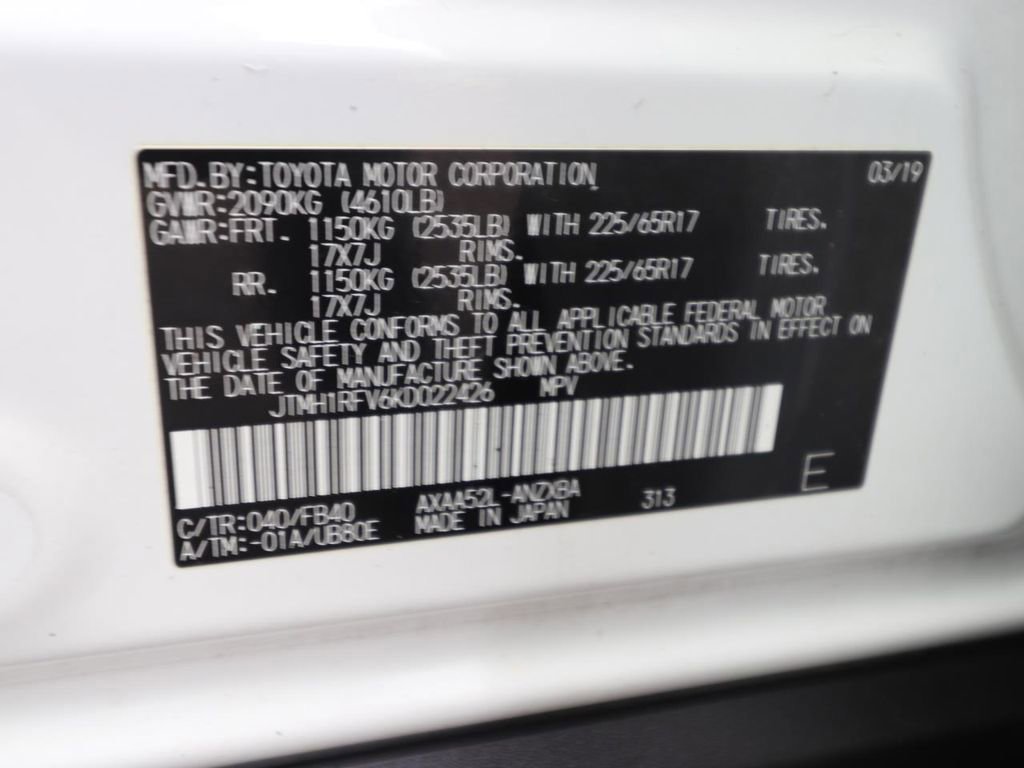 MFD.BY:TOYOTA MOTOR CORPORATION 03/19
GVWR:2090KG (4610LB)
GAWR:FRT. 1150KG (2535LB) WITH 225/65R17 TIRES.
17X7J RIMS.
RR. 1150KG (2535LB) WITH 225/65R17 TIRES.
17X7J RIMS.
THIS VEHICLE CONFORMS TO ALL APPLICABLE FEDERAL MOTOR
VEHICLE SAFETY AND THEFT PREVENTION STANDARDS IN EFFECT ON
THE DATE OF MANUFACTURE SHOWN ABOVE.
JTMH1RFV6KD022426 MPV
E
C/TR:040/FB40 AXAA52L-ANZXBA 313
A/TM:-01A/UB80E MADE IN JAPAN